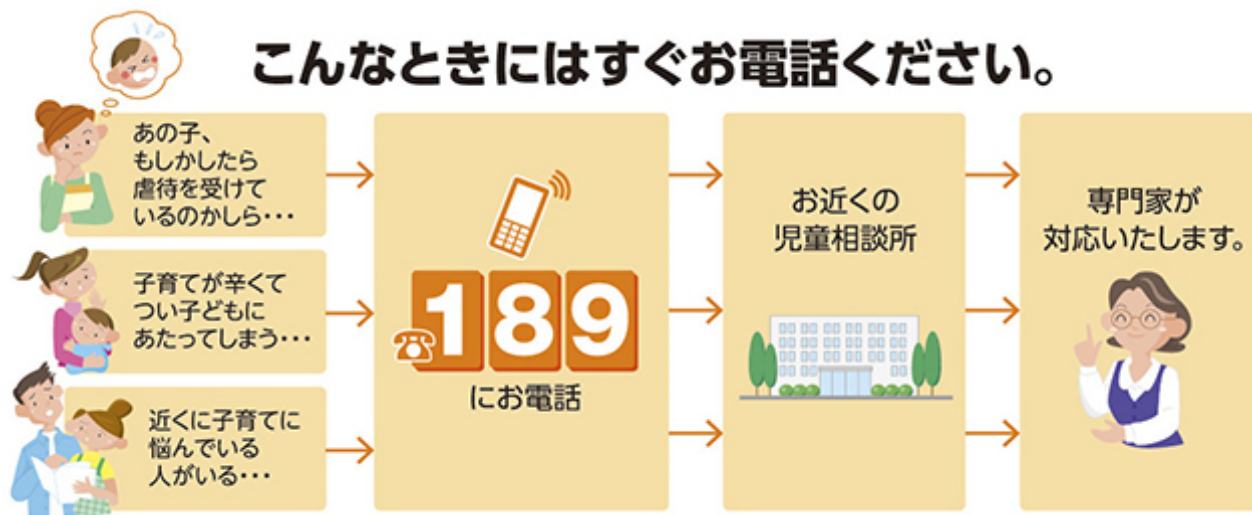 こんなときにはすぐお電話ください。
あの子、
もしかしたら
虐待を受けて
いるのかしら・・・
子育てが辛くて
つい子どもに
あたってしまう・・・
近くに子育てに
悩んでいる
人がいる・・・
189
にお電話
お近くの
児童相談所
専門家が
対応いたします。